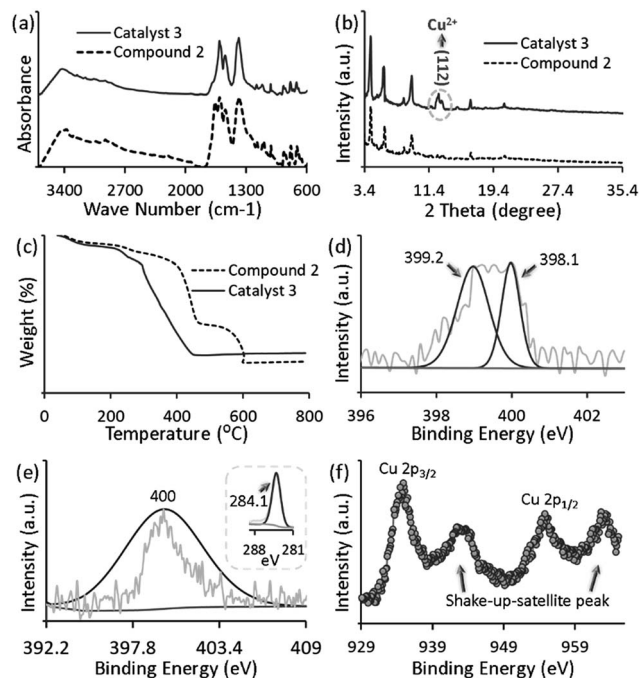 (a)
Catalyst 3
Compound 2
Absorbance
3400 2700 2000 1300 600
Wave Number (cm-1)
(b)
Cu²⁺
(112)
Catalyst 3
Compound 2
Intensity (a.u.)
3.4 11.4 19.4 27.4 35.4
2 Theta (degree)
(c)
Compound 2
Catalyst 3
Weight (%)
0 200 400 600 800
Temperature (°C)
(d)
399.2
398.1
Intensity (a.u.)
396 398 400 402
Binding Energy (eV)
(e)
400
284.1
288 281
eV
Intensity (a.u.)
392.2 397.8 403.4 409
Binding Energy (eV)
(f)
Cu 2p₃/₂
Cu 2p₁/₂
Shake-up-satellite peak
Intensity (a.u.)
929 939 949 959
Binding Energy (eV)